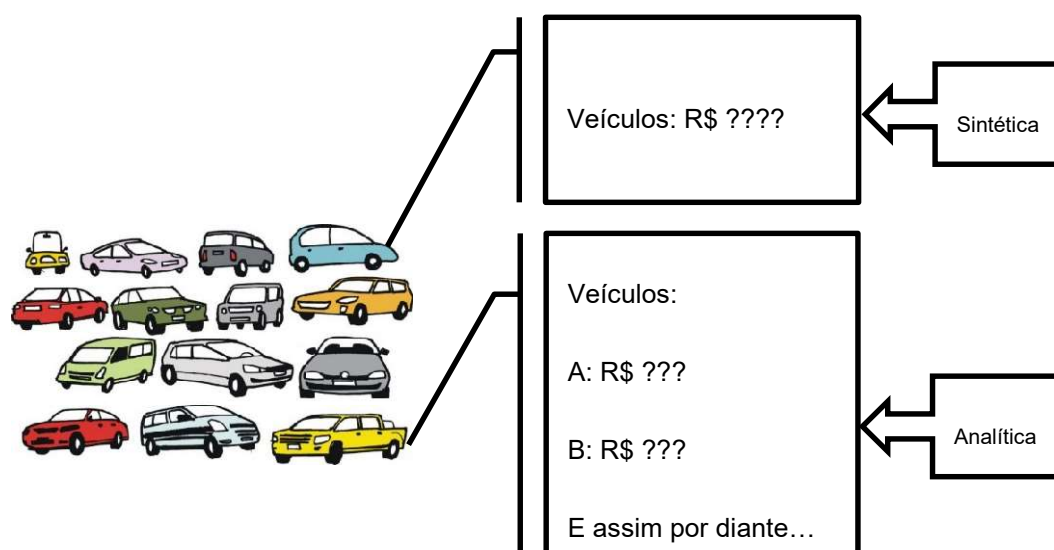 Veículos: R$ ????
Sintética
Veículos:
A: R$ ???
B: R$ ???
Analítica
E assim por diante…